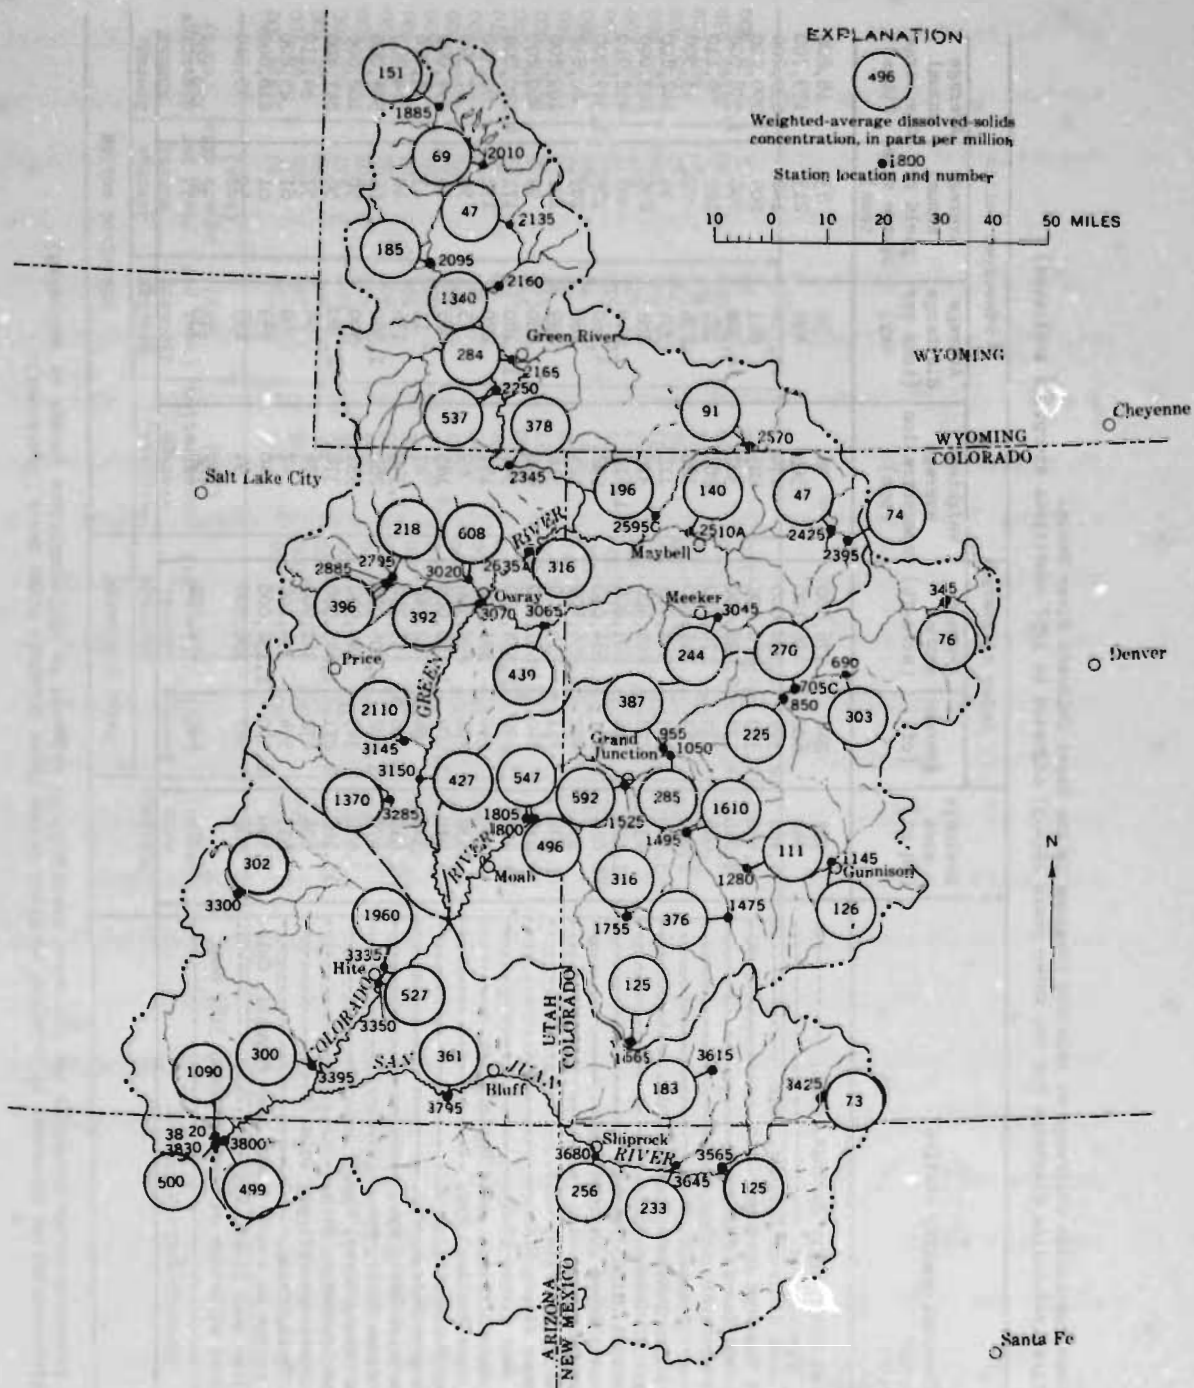 EXPLANATION
496
Weighted-average dissolved-solids
concentration, in parts per million
1800
Station location and number
10 0 10 20 30 40 50 MILES
151
1885
69
2010
47
2135
185
2095
2160
1340
Green River
284
2165
2250
537
378
WYOMING
91
Cheyenne
2570
WYOMING
COLORADO
2345
Salt Lake City
196
140
47
74
2595C
2510A
2425
2395
Maybell
218
608
RIVER
2795
2885
3020
316
396
392
Ouray
3070
3065
Meeker
3045
345
76
Price
439
244
270
690
Denver
GREEN
705C
850
387
225
303
2110
3145
955
1050
Grand
Junction
3150
427
547
592
285
1610
1370
3285
1805
1800
1525
1495
496
RIVER
Moab
302
3300
316
111
1145
Gunnison
1280
N
1960
1755
376
1475
126
3335
Hite
527
3350
COLORADO
125
UTAH
COLORADO
1665
300
3395
SAN
361
JUAN
Bluff
3795
1090
183
3615
3425
73
3820
3830
3800
Shiprock
RIVER
3680
3645
3565
500
499
256
233
125
ARIZONA
NEW MEXICO
Santa Fe